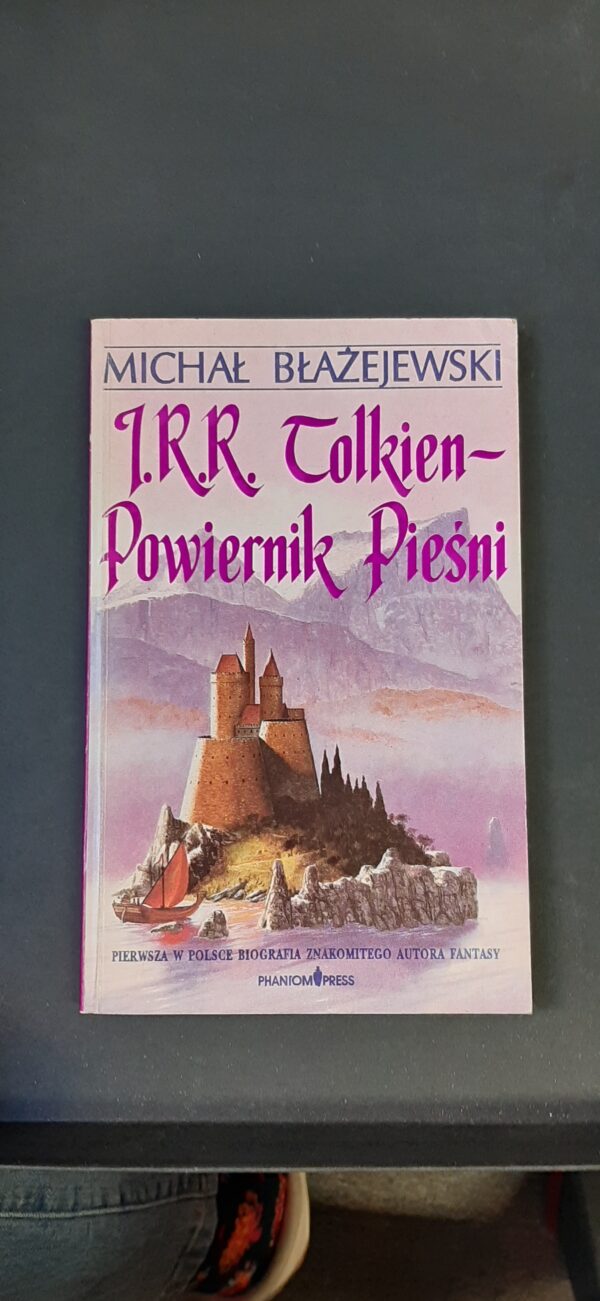 MICHAŁ BŁAŻEJEWSKI
J.R.R. Tolkien-
Powiernik Pieśni
PIERWSZA W POLSCE BIOGRAFIA ZNAKOMITEGO AUTORA FANTASY
PHANTOM PRESS